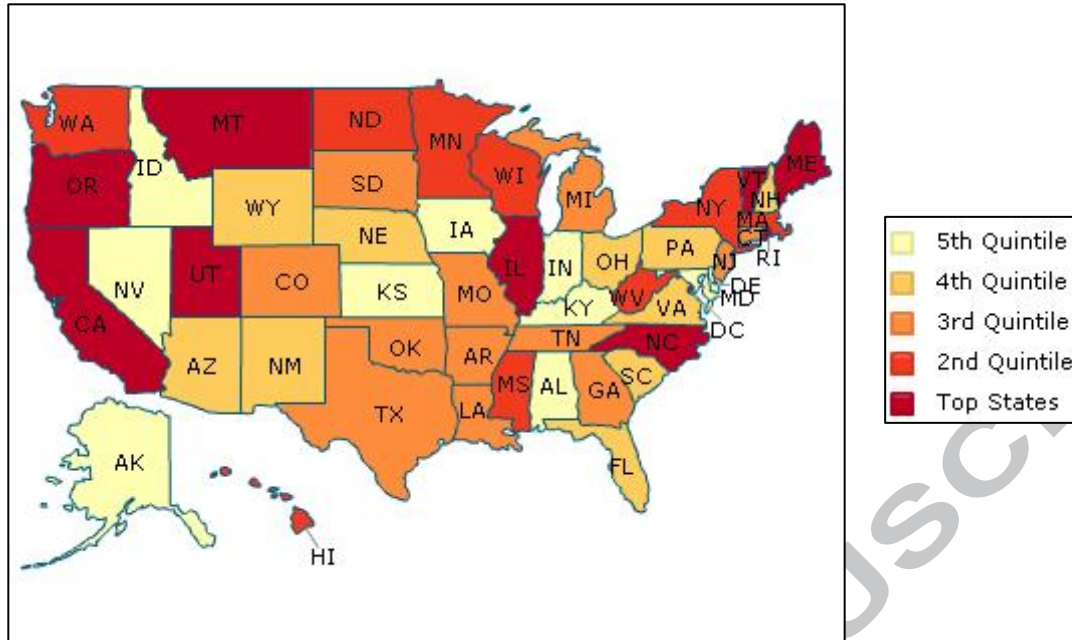 WA
MT
ND
MN
ME
ID
OR
SD
WI
VT
NH
WY
MI
NY
MA
NE
IA
CT
RI
PA
NV
UT
CO
KS
MO
IL
IN
OH
NJ
DE
MD
WV
VA
KY
DC
CA
AZ
NM
OK
AR
TN
NC
SC
MS
AL
GA
TX
LA
FL
AK
HI
5th Quintile
4th Quintile
3rd Quintile
2nd Quintile
Top States